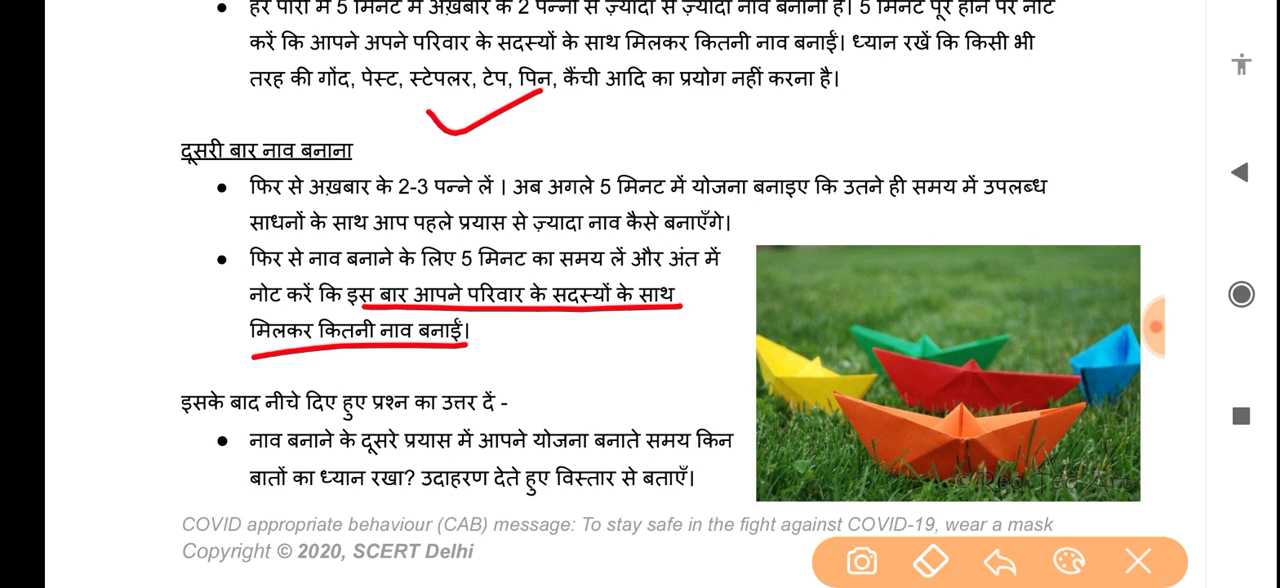 हर पारी में 5 मिनट में अख़बार के 2 पन्नों से ज़्यादा से ज़्यादा नाव बनानी हैं। 5 मिनट पूरे होने पर नोट
करें कि आपने अपने परिवार के सदस्यों के साथ मिलकर कितनी नाव बनाईं। ध्यान रखें कि किसी भी
तरह की गोंद, पेस्ट, स्टेपलर, टेप, पिन, कैंची आदि का प्रयोग नहीं करना है।
दूसरी बार नाव बनाना
● फिर से अख़बार के 2-3 पन्ने लें । अब अगले 5 मिनट में योजना बनाइए कि उतने ही समय में उपलब्ध
साधनों के साथ आप पहले प्रयास से ज़्यादा नाव कैसे बनाएँगे।
● फिर से नाव बनाने के लिए 5 मिनट का समय लें और अंत में
नोट करें कि इस बार आपने परिवार के सदस्यों के साथ
मिलकर कितनी नाव बनाईं।
इसके बाद नीचे दिए हुए प्रश्न का उत्तर दें -
● नाव बनाने के दूसरे प्रयास में आपने योजना बनाते समय किन
बातों का ध्यान रखा? उदाहरण देते हुए विस्तार से बताएँ।
COVID appropriate behaviour (CAB) message: To stay safe in the fight against COVID-19, wear a mask
Copyright © 2020, SCERT Delhi